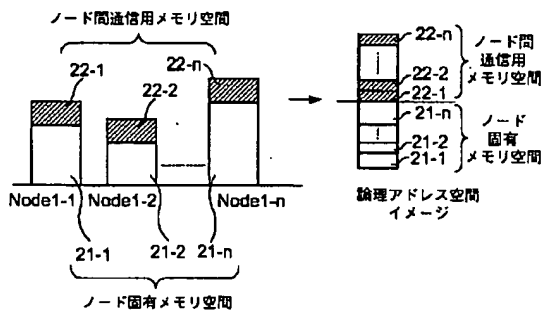 ノード間通信用メモリ空間
22-1
22-2
22-n
Node1-1
Node1-2
Node1-n
21-1
21-2
21-n
ノード固有メモリ空間
22-n
22-2
22-1
21-n
21-2
21-1
ノード間
通信用
メモリ空間
ノード
固有
メモリ空間
論理アドレス空間
イメージ